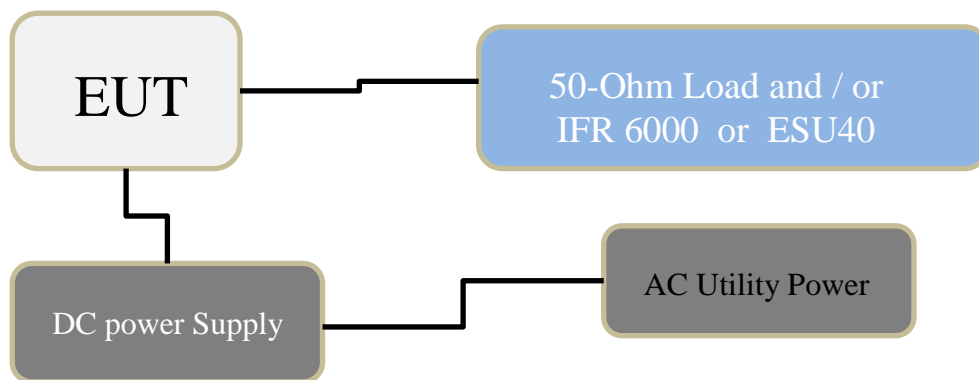 EUT
50-Ohm Load and / or
IFR 6000 or ESU40
AC Utility Power
DC power Supply